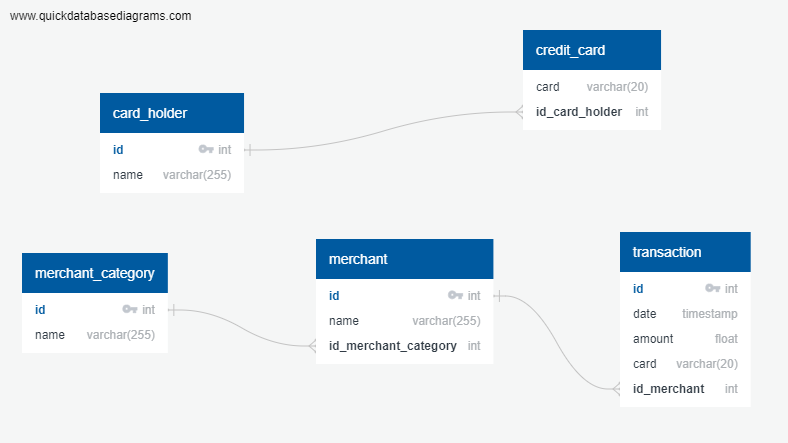 www.quickdatabasediagrams.com
credit_card
card varchar(20)
id_card_holder int
card_holder
id int
name varchar(255)
merchant_category
id int
name varchar(255)
merchant
id int
name varchar(255)
id_merchant_category int
transaction
id int
date timestamp
amount float
card varchar(20)
id_merchant int